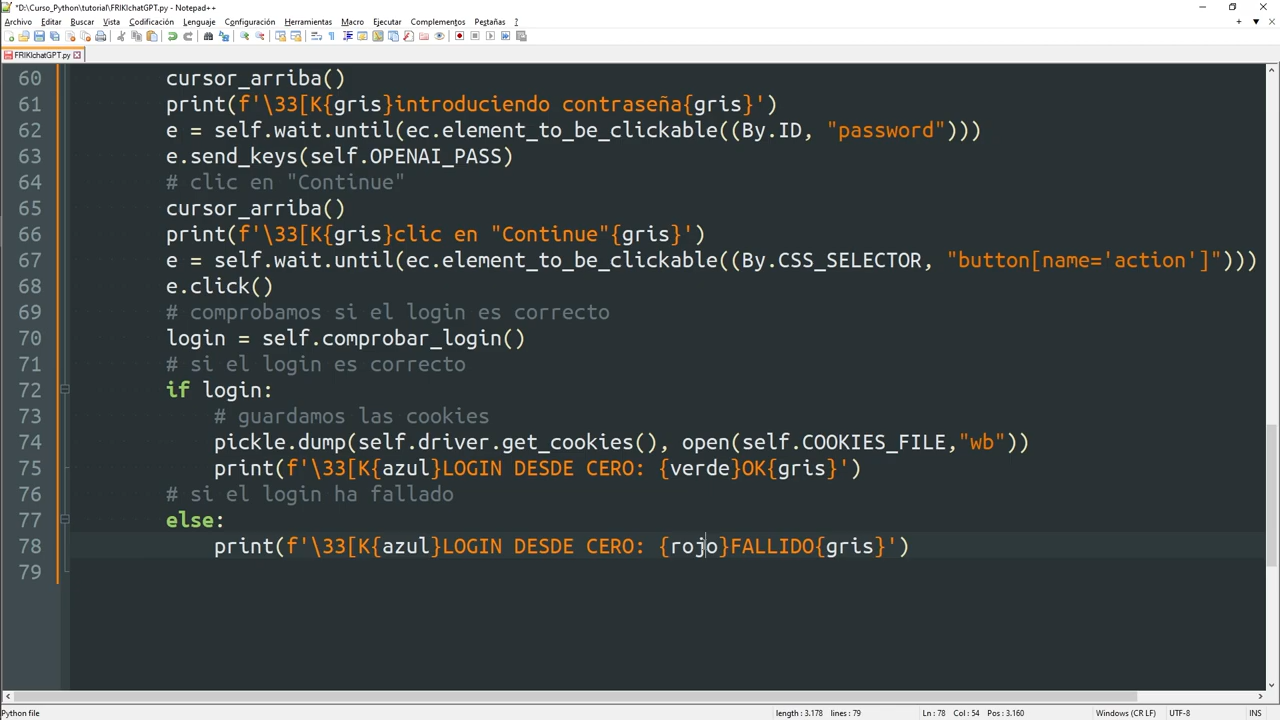 *D:\Curso_Python\tutorial\FRIKIchatGPT.py - Notepad++
Archivo Editar Buscar Vista Codificación Lenguaje Configuración Herramientas Macro Ejecutar Complementos Pestañas ?
FRIKIchatGPT.py
60 cursor_arriba()
61 print(f'\33[K{gris}introduciendo contraseña{gris}')
62 e = self.wait.until(ec.element_to_be_clickable((By.ID, "password")))
63 e.send_keys(self.OPENAI_PASS)
64 # clic en "Continue"
65 cursor_arriba()
66 print(f'\33[K{gris}clic en "Continue"{gris}')
67 e = self.wait.until(ec.element_to_be_clickable((By.CSS_SELECTOR, "button[name='action']")))
68 e.click()
69 # comprobamos si el login es correcto
70 login = self.comprobar_login()
71 # si el login es correcto
72 if login:
73 # guardamos las cookies
74 pickle.dump(self.driver.get_cookies(), open(self.COOKIES_FILE,"wb"))
75 print(f'\33[K{azul}LOGIN DESDE CERO: {verde}OK{gris}')
76 # si el login ha fallado
77 else:
78 print(f'\33[K{azul}LOGIN DESDE CERO: {rojo}FALLIDO{gris}')
79
Python file length : 3.178 lines : 79 Ln : 78 Col : 54 Pos : 3.160 Windows (CR LF) UTF-8 INS